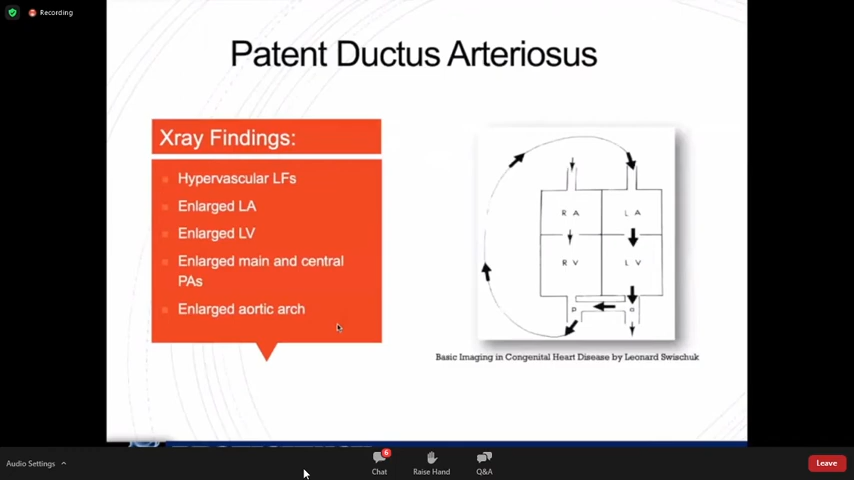 Recording
Patent Ductus Arteriosus
Xray Findings:
Hypervascular LFs
Enlarged LA
Enlarged LV
Enlarged main and central
PAs
Enlarged aortic arch
R A
L A
R V
L V
P
Basic Imaging in Congenital Heart Disease by Leonard Swischuk
Audio Settings
6
Chat
Raise Hand
Q&A
Leave